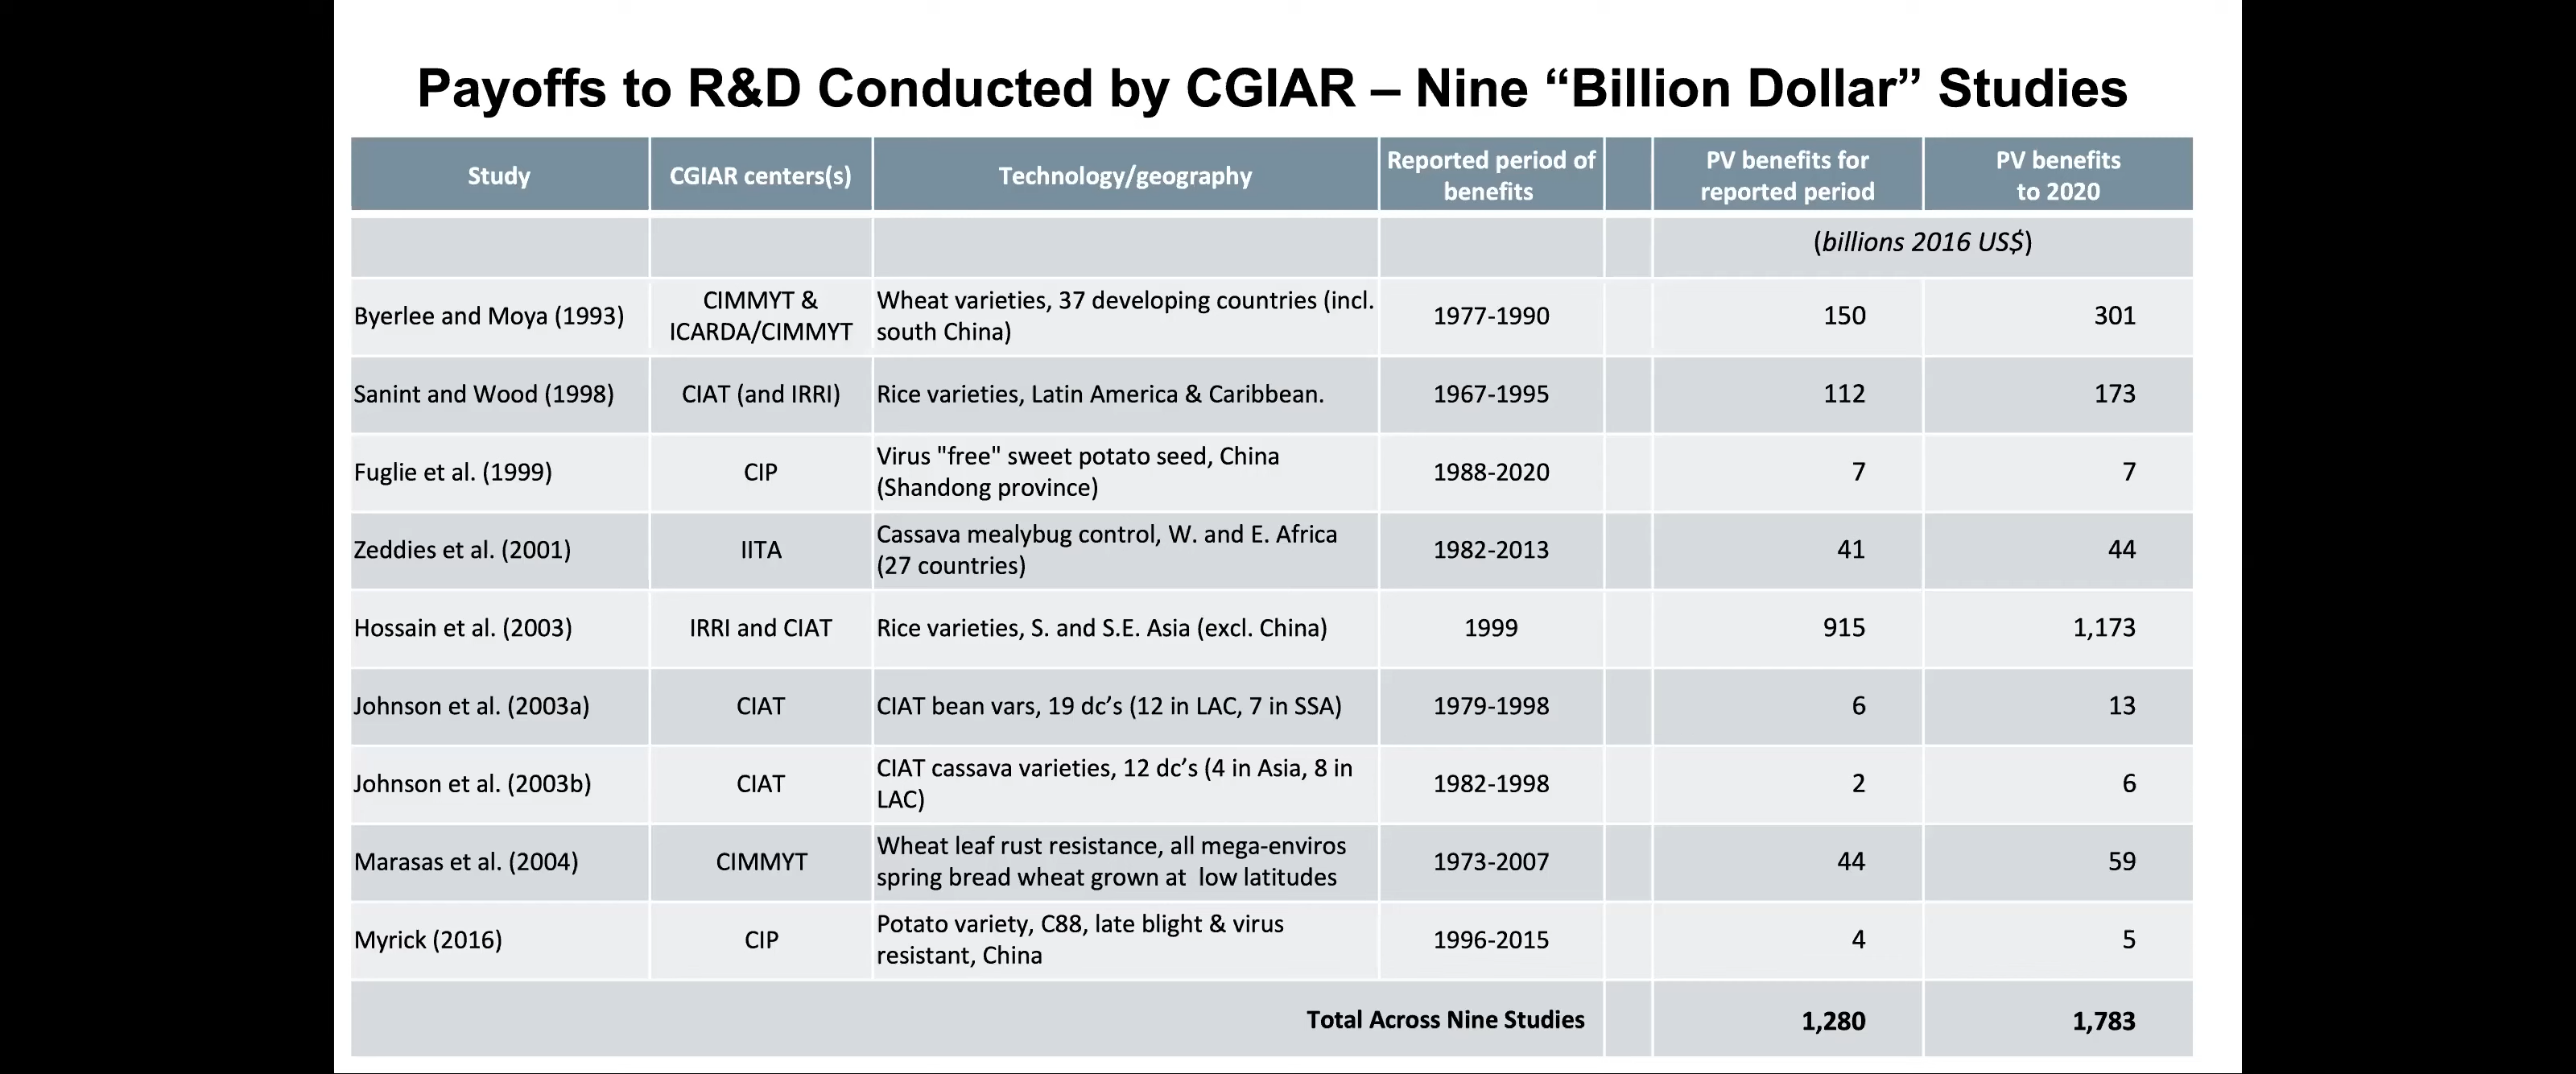 Payoffs to R&D Conducted by CGIAR – Nine “Billion Dollar” Studies
Study
CGIAR centers(s)
Technology/geography
Reported period of
benefits
PV benefits for
reported period
PV benefits
to 2020
(billions 2016 US$)
Byerlee and Moya (1993)
CIMMYT &
ICARDA/CIMMYT
Wheat varieties, 37 developing countries (incl.
south China)
1977-1990
150
301
Sanint and Wood (1998)
CIAT (and IRRI)
Rice varieties, Latin America & Caribbean.
1967-1995
112
173
Fuglie et al. (1999)
CIP
Virus "free" sweet potato seed, China
(Shandong province)
1988-2020
7
7
Zeddies et al. (2001)
IITA
Cassava mealybug control, W. and E. Africa
(27 countries)
1982-2013
41
44
Hossain et al. (2003)
IRRI and CIAT
Rice varieties, S. and S.E. Asia (excl. China)
1999
915
1,173
Johnson et al. (2003a)
CIAT
CIAT bean vars, 19 dc’s (12 in LAC, 7 in SSA)
1979-1998
6
13
Johnson et al. (2003b)
CIAT
CIAT cassava varieties, 12 dc’s (4 in Asia, 8 in
LAC)
1982-1998
2
6
Marasas et al. (2004)
CIMMYT
Wheat leaf rust resistance, all mega-enviros
spring bread wheat grown at  low latitudes
1973-2007
44
59
Myrick (2016)
CIP
Potato variety, C88, late blight & virus
resistant, China
1996-2015
4
5
Total Across Nine Studies
1,280
1,783